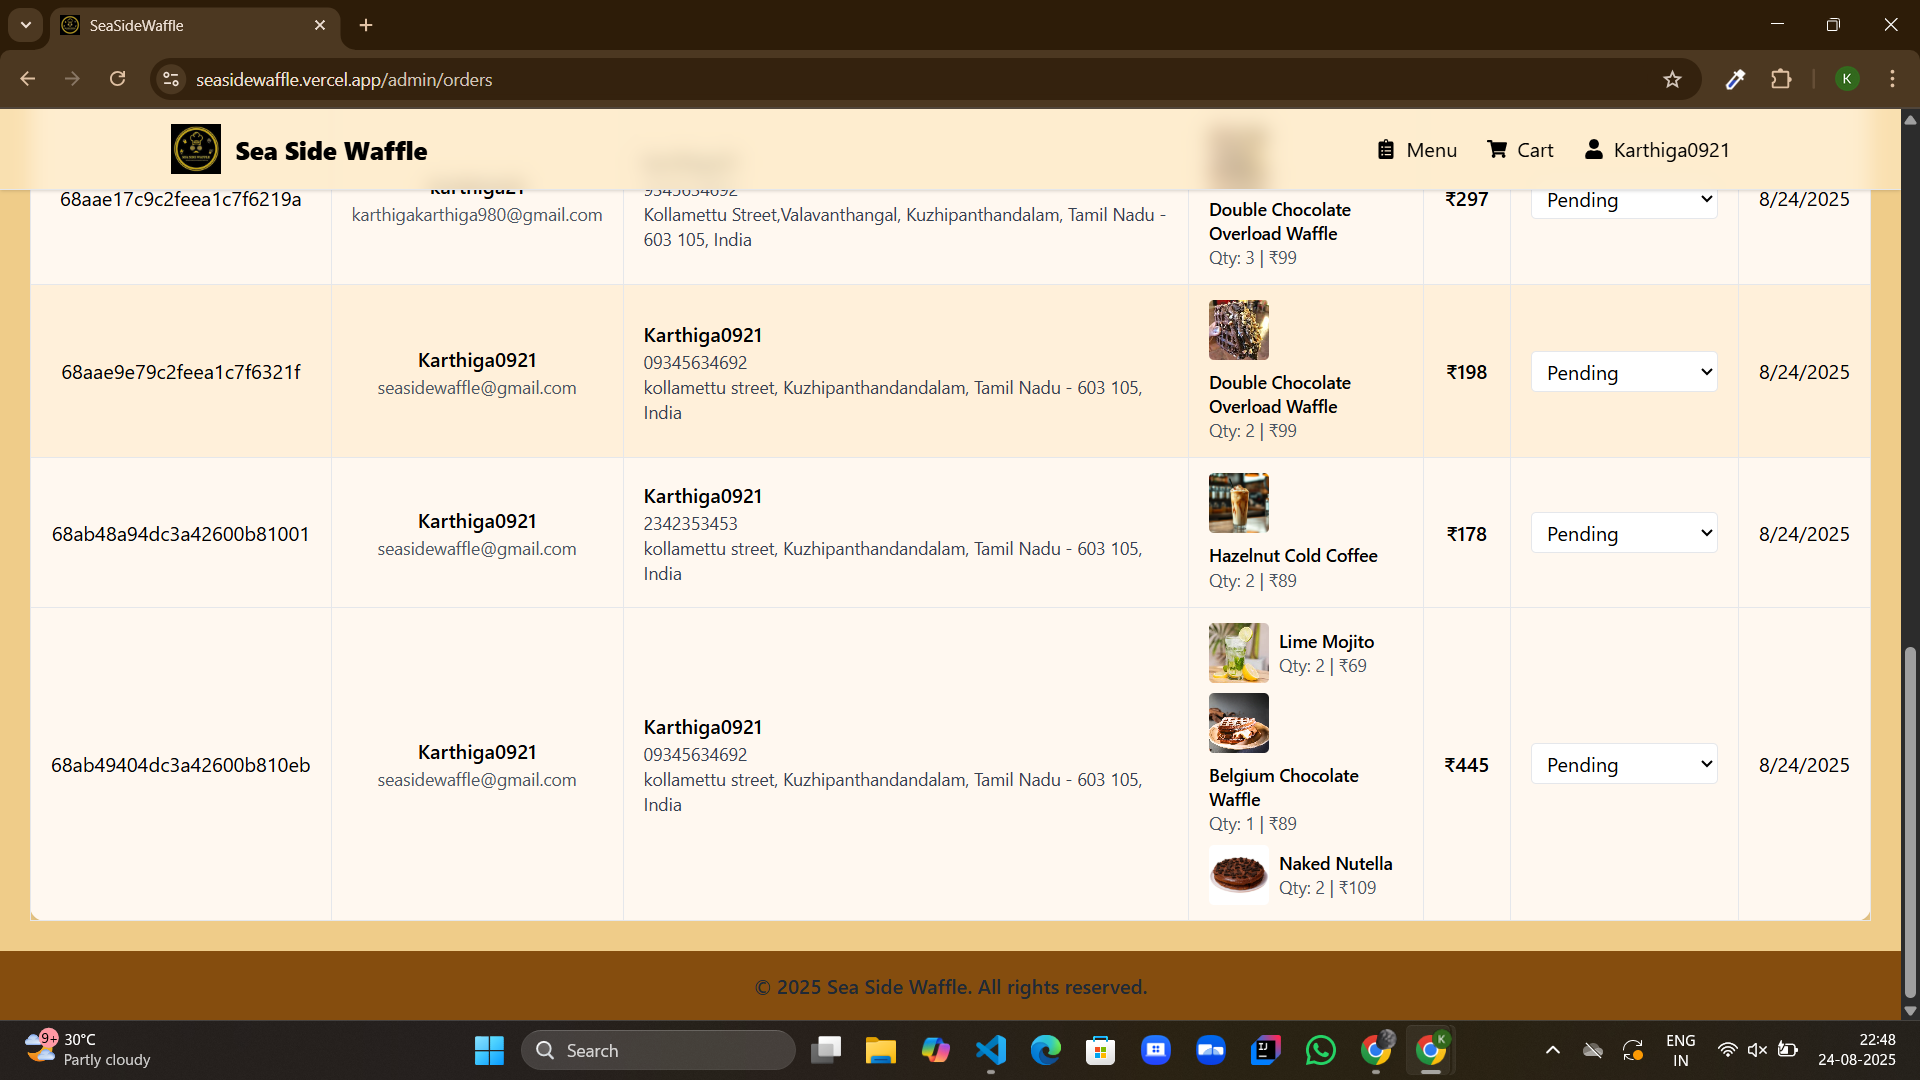 SeaSideWaffle
seasidewaffle.vercel.app/admin/orders
K
Sea Side Waffle
Menu
Cart
Karthiga0921
68aae17c9c2feea1c7f6219a
karthiga21
karthigakarthiga980@gmail.com
9345634692
Kollamettu Street,Valavanthangal, Kuzhipanthandalam, Tamil Nadu -
603 105, India
Double Chocolate
Overload Waffle
Qty: 3 | ₹99
₹297
Pending
8/24/2025
68aae9e79c2feea1c7f6321f
Karthiga0921
seasidewaffle@gmail.com
Karthiga0921
09345634692
kollamettu street, Kuzhipanthandandalam, Tamil Nadu - 603 105,
India
Double Chocolate
Overload Waffle
Qty: 2 | ₹99
₹198
Pending
8/24/2025
68ab48a94dc3a42600b81001
Karthiga0921
seasidewaffle@gmail.com
Karthiga0921
2342353453
kollamettu street, Kuzhipanthandandalam, Tamil Nadu - 603 105,
India
Hazelnut Cold Coffee
Qty: 2 | ₹89
₹178
Pending
8/24/2025
68ab49404dc3a42600b810eb
Karthiga0921
seasidewaffle@gmail.com
Karthiga0921
09345634692
kollamettu street, Kuzhipanthandandalam, Tamil Nadu - 603 105,
India
Lime Mojito
Qty: 2 | ₹69
Belgium Chocolate
Waffle
Qty: 1 | ₹89
Naked Nutella
Qty: 2 | ₹109
₹445
Pending
8/24/2025
© 2025 Sea Side Waffle. All rights reserved.
9+
30°C
Partly cloudy
Search
K
ENG
IN
22:48
24-08-2025